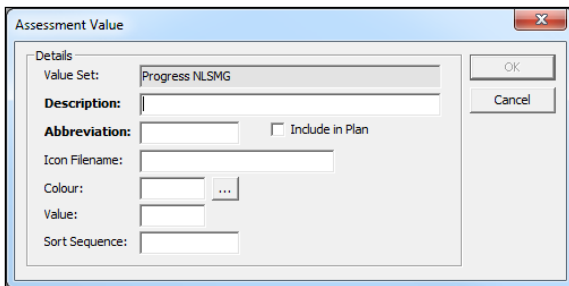 Assessment Value
Details
Value Set: Progress NLSMG
OK
Description:
Cancel
Abbreviation: Include in Plan
Icon Filename:
Colour: ...
Value:
Sort Sequence: